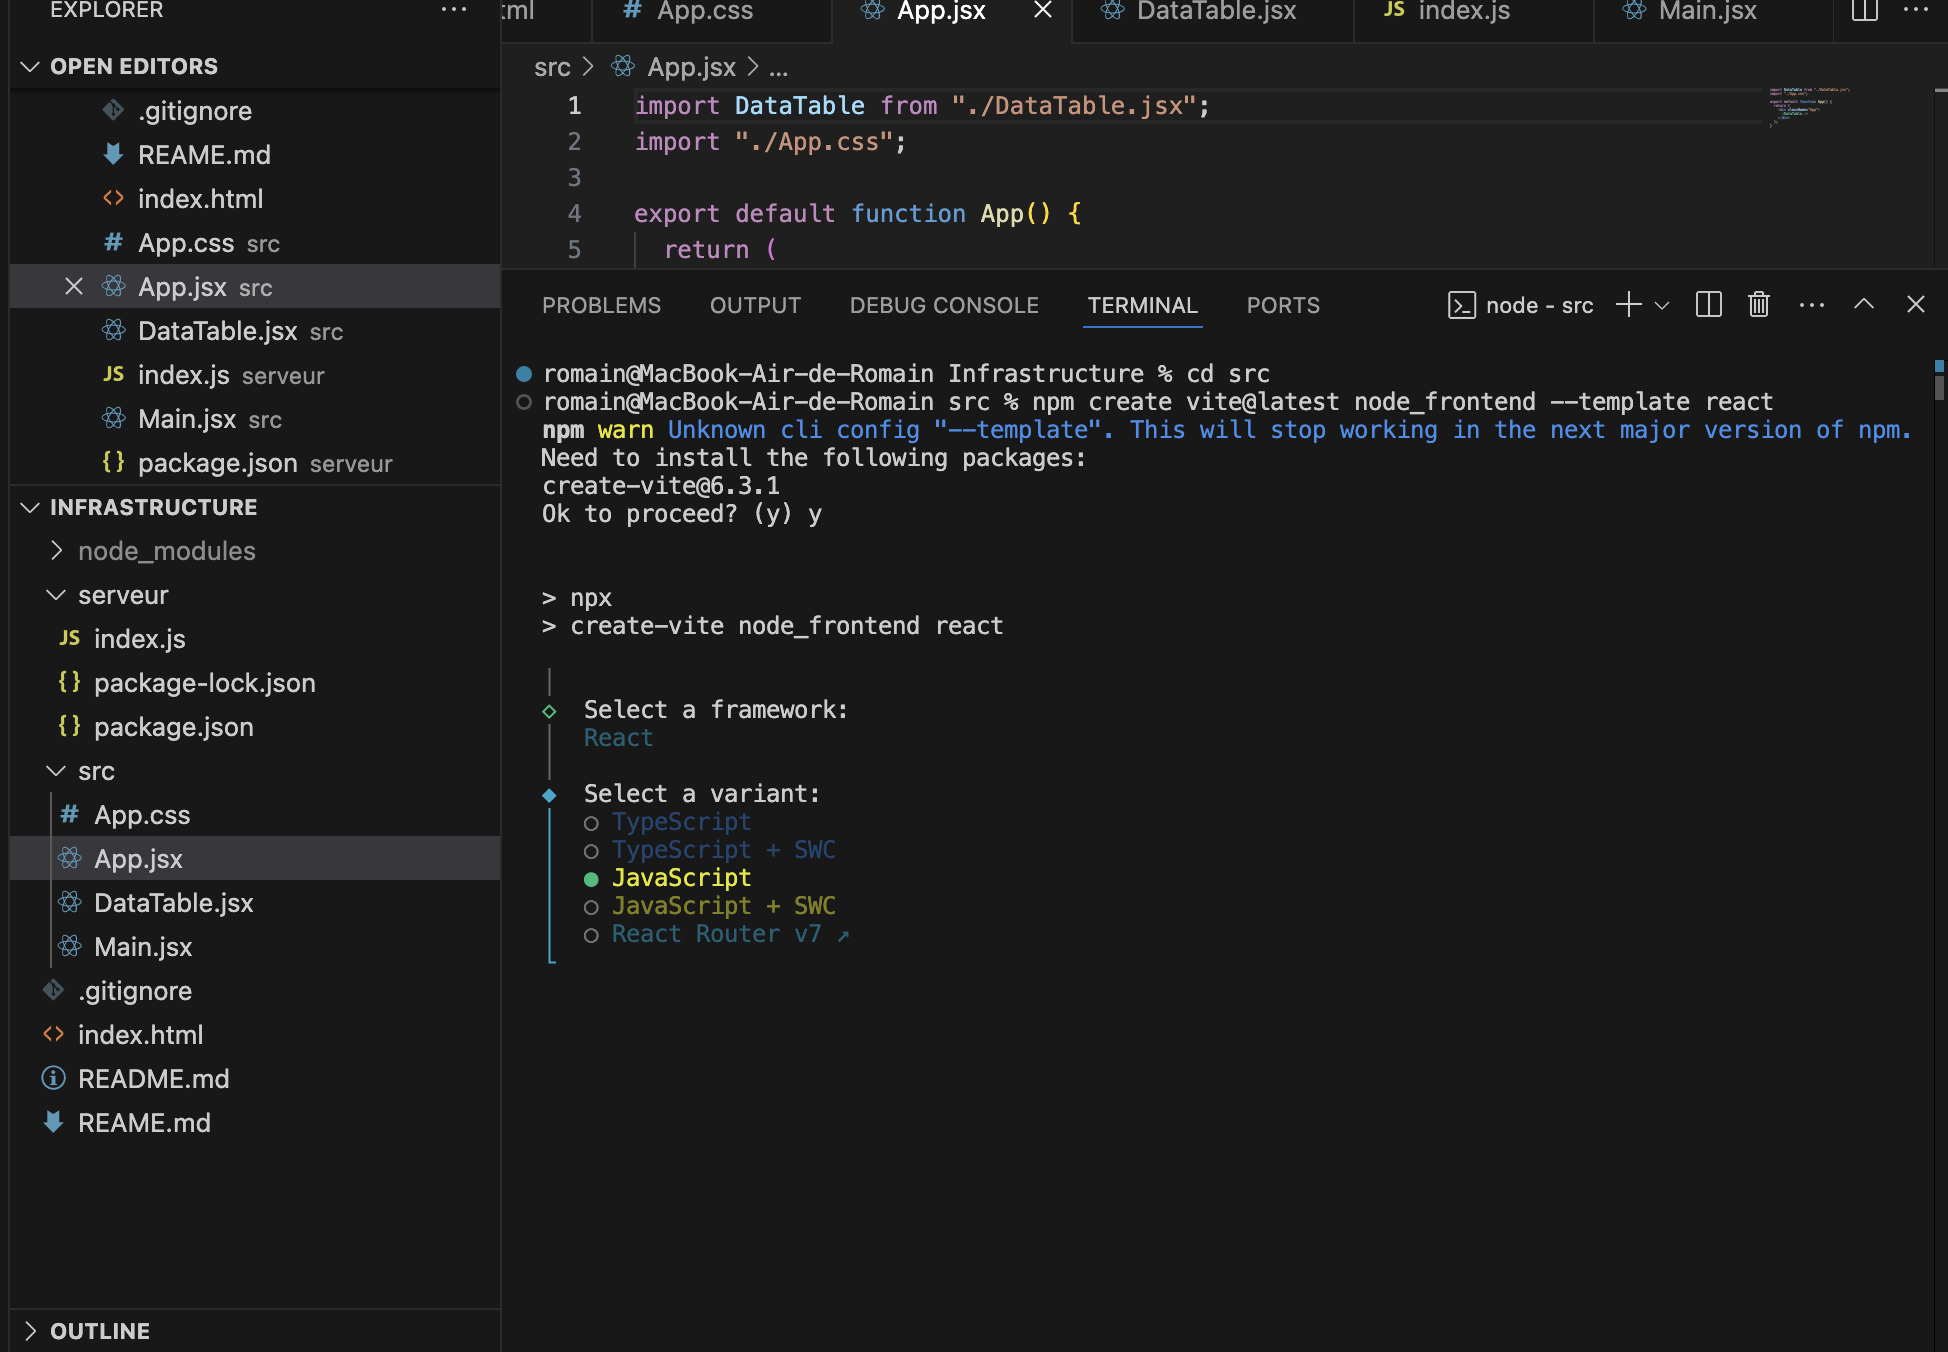 EXPLORER
OPEN EDITORS
.gitignore
REAME.md
index.html
App.css src
App.jsx src
DataTable.jsx src
JS index.js serveur
Main.jsx src
{} package.json serveur
INFRASTRUCTURE
node_modules
serveur
JS index.js
{} package-lock.json
{} package.json
src
# App.css
App.jsx
DataTable.jsx
Main.jsx
.gitignore
index.html
README.md
REAME.md
OUTLINE
tml
# App.css
App.jsx
DataTable.jsx
JS index.js
Main.jsx
src > App.jsx > ...
1 import DataTable from "./DataTable.jsx";
2 import "./App.css";
3
4 export default function App() {
5 return (
PROBLEMS OUTPUT DEBUG CONSOLE TERMINAL PORTS
node - src
romain@MacBook-Air-de-Romain Infrastructure % cd src
romain@MacBook-Air-de-Romain src % npm create vite@latest node_frontend --template react
npm warn Unknown cli config "--template". This will stop working in the next major version of npm.
Need to install the following packages:
create-vite@6.3.1
Ok to proceed? (y) y
> npx
> create-vite node_frontend react
Select a framework:
React
Select a variant:
TypeScript
TypeScript + SWC
JavaScript
JavaScript + SWC
React Router v7 ↗